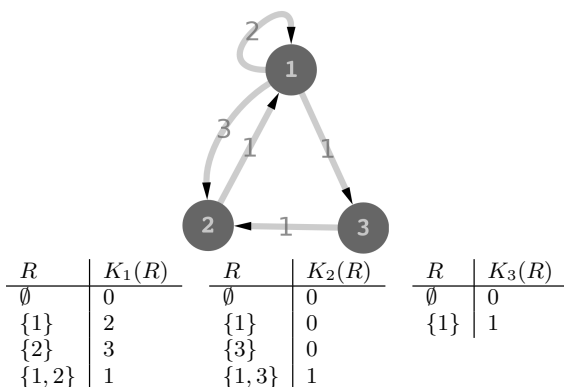 2
1
3
1
1
2
1
3
R K₁(R) R K₂(R) R K₃(R)
∅ 0 ∅ 0 ∅ 0
{1} 2 {1} 0 {1} 1
{2} 3 {3} 0
{1, 2} 1 {1, 3} 1